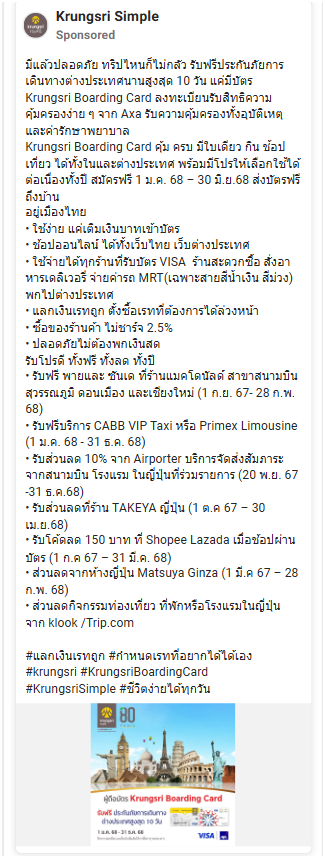 Krungsri Simple
Sponsored
มีแล้วปลอดภัย ทริปไหนก็ไม่กลัว รับฟรีประกันภัยการ
เดินทางต่างประเทศนานสูงสุด 10 วัน แค่มีบัตร
Krungsri Boarding Card ลงทะเบียนรับสิทธิความ
คุ้มครองง่าย ๆ จาก Axa รับความคุ้มครองทั้งอุบัติเหตุ
และค่ารักษาพยาบาล
Krungsri Boarding Card คุ้ม ครบ มีใบเดียว กิน ช้อป
เที่ยว ได้ทั้งในและต่างประเทศ พร้อมมีโปรให้เลือกใช้ได้
ต่อเนื่องทั้งปี สมัครฟรี 1 ม.ค. 68 – 30 มิ.ย.68 ส่งบัตรฟรี
ถึงบ้าน
อยู่เมืองไทย
• ใช้ง่าย แค่เติมเงินบาทเข้าบัตร
• ช้อปออนไลน์ ได้ทั้งเว็บไทย เว็บต่างประเทศ
• ใช้จ่ายได้ทุกร้านที่รับบัตร VISA ร้านสะดวกซื้อ สั่งอา
หารเดลิเวอรี่ จ่ายค่ารถ MRT(เฉพาะสายสีน้ำเงิน สีม่วง)
พกไปต่างประเทศ
• แลกเงินเรทถูก ตั้งซื้อเรทที่ต้องการได้ล่วงหน้า
• ซื้อของร้านค้า ไม่ชาร์จ 2.5%
• ปลอดภัยไม่ต้องพกเงินสด
รับโปรดี ทั้งฟรี ทั้งลด ทั้งปี
• รับฟรี พายและ ซันเด ที่ร้านแมคโดนัลด์ สาขาสนามบิน
สุวรรณภูมิ ดอนเมือง และเชียงใหม่ (1 ก.ย. 67- 28 ก.พ.
68)
• รับฟรีบริการ CABB VIP Taxi หรือ Primex Limousine
(1 ม.ค. 68 - 31 ธ.ค. 68)
• รับส่วนลด 10% จาก Airporter บริการจัดส่งสัมภาระ
จากสนามบิน โรงแรม ในญี่ปุ่นที่ร่วมรายการ (20 พ.ย. 67
-31 ธ.ค.68)
• รับส่วนลดที่ร้าน TAKEYA ญี่ปุ่น (1 ต.ค 67 – 30
เม.ย.68)
• รับโค้ดลด 150 บาท ที่ Shopee Lazada เมื่อช้อปผ่าน
บัตร (1 ก.ค 67 – 31 มี.ค. 68)
• ส่วนลดจากห้างญี่ปุ่น Matsuya Ginza (1 มี.ค 67 – 28
ก.พ. 68)
• ส่วนลดกิจกรรมท่องเที่ยว ที่พักหรือโรงแรมในญี่ปุ่น
จาก klook /Trip.com
#แลกเงินเรทถูก #กำหนดเรทที่อยากได้ได้เอง
#krungsri #KrungsriBoardingCard
#KrungsriSimple #ชีวิตง่ายได้ทุกวัน
80
ผู้ถือบัตร Krungsri Boarding Card
รับฟรี ประกันภัยการเดินทาง
ต่างประเทศสูงสุด 10 วัน
1 ม.ค. 68 - 31 ธ.ค. 68
VISA